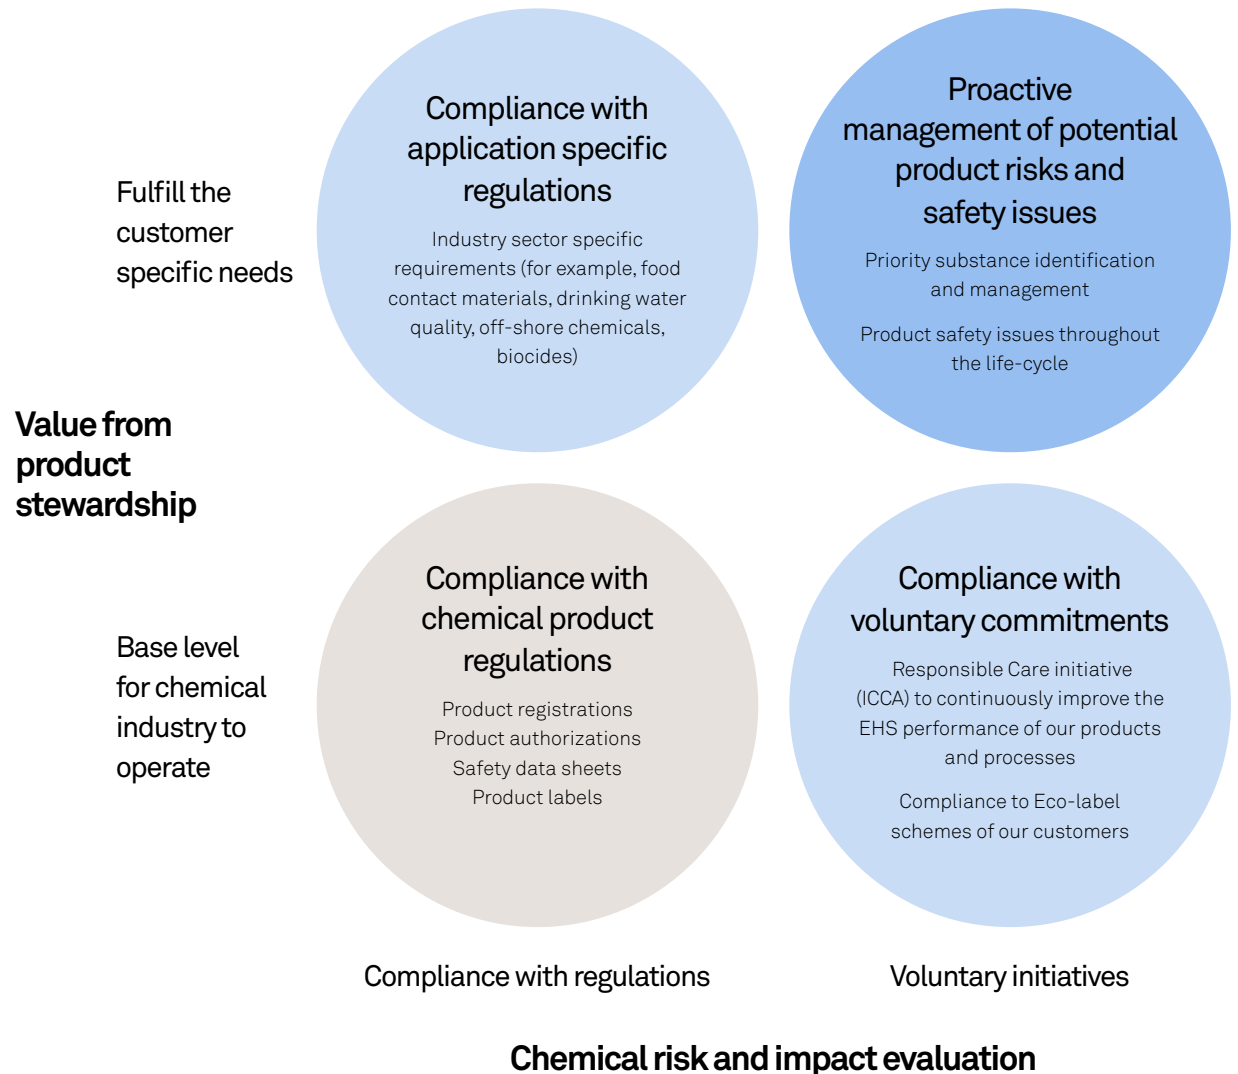 Fulfill the
customer
specific needs
Compliance with
application specific
regulations
Industry sector specific
requirements (for example, food
contact materials, drinking water
quality, off-shore chemicals,
biocides)
Proactive
management of potential
product risks and
safety issues
Priority substance identification
and management
Product safety issues throughout
the life-cycle
Value from
product
stewardship
Base level
for chemical
industry to
operate
Compliance with
chemical product
regulations
Product registrations
Product authorizations
Safety data sheets
Product labels
Compliance with
voluntary commitments
Responsible Care initiative
(ICCA) to continuously improve the
EHS performance of our products
and processes
Compliance to Eco-label
schemes of our customers
Compliance with regulations
Voluntary initiatives
Chemical risk and impact evaluation